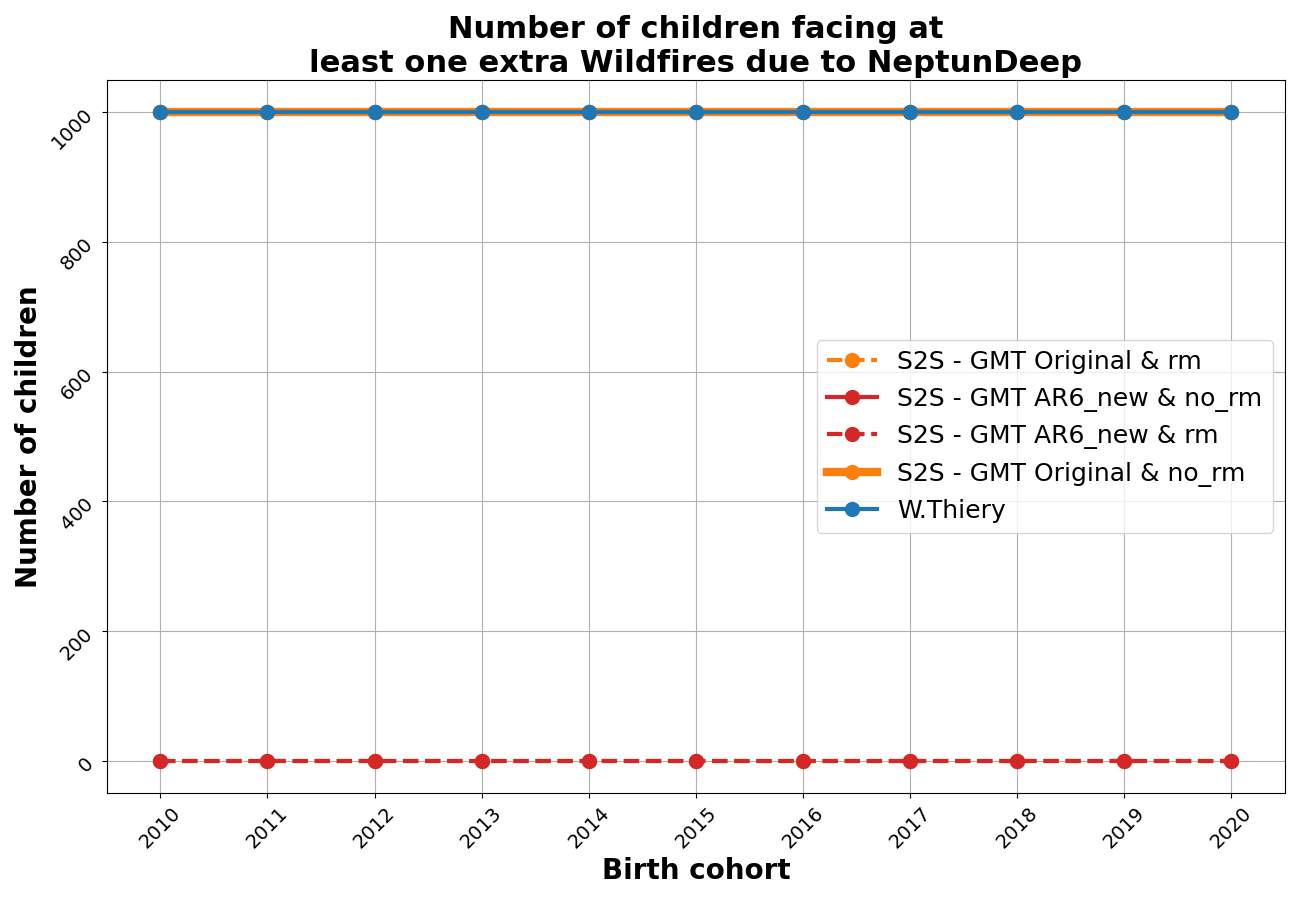 Number of children facing at
least one extra Wildfires due to NeptunDeep
Number of children
1000
800
600
400
200
0
S2S - GMT Original & rm
S2S - GMT AR6_new & no_rm
S2S - GMT AR6_new & rm
S2S - GMT Original & no_rm
W.Thiery
2010
2011
2012
2013
2014
2015
2016
2017
2018
2019
2020
Birth cohort